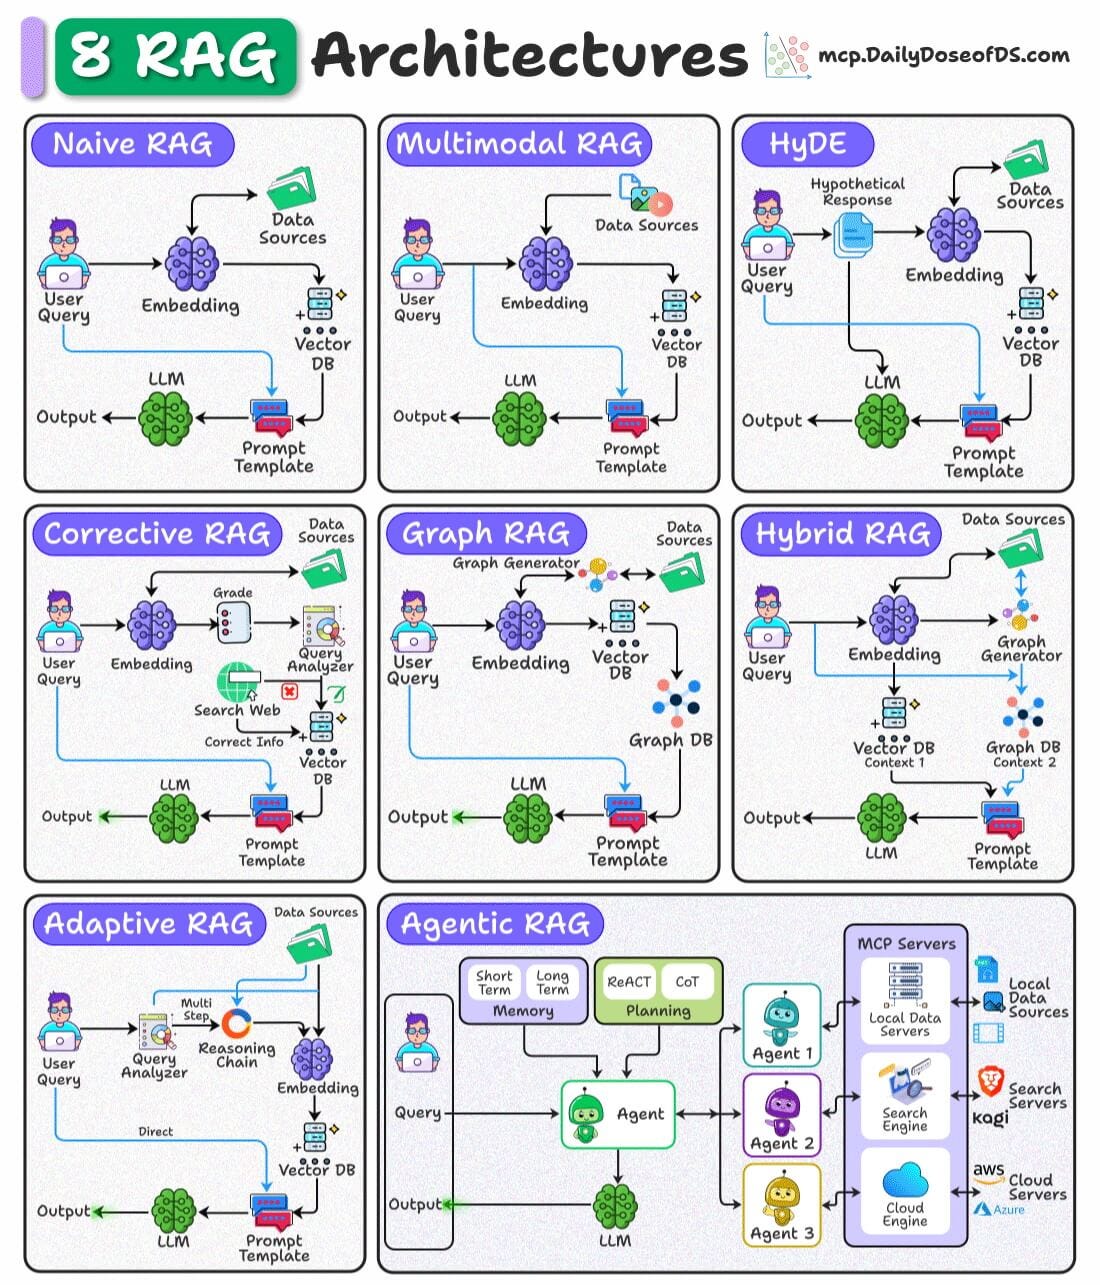 8 RAG Architectures
mcp.DailyDoseofDS.com
Naive RAG
Data
Sources
User
Query
Embedding
Vector
DB
LLM
Output
Prompt
Template
Multimodal RAG
Data Sources
User
Query
Embedding
Vector
DB
LLM
Output
Prompt
Template
HyDE
Hypothetical
Response
Data
Sources
User
Query
Embedding
Vector
DB
LLM
Output
Prompt
Template
Corrective RAG
Data
Sources
Grade
User
Query
Embedding
Query
Analyzer
Search Web
Correct Info
Vector
DB
LLM
Output
Prompt
Template
Graph RAG
Data
Sources
Graph Generator
User
Query
Embedding
Vector
DB
Graph DB
LLM
Output
Prompt
Template
Hybrid RAG
Data Sources
User
Query
Embedding
Graph
Generator
Vector DB
Context 1
Graph DB
Context 2
Output
LLM
Prompt
Template
Adaptive RAG
Data Sources
Multi
Step
User
Query
Query
Analyzer
Reasoning
Chain
Embedding
Direct
Vector DB
Output
LLM
Prompt
Template
Agentic RAG
Short
Term
Long
Term
Memory
ReACT
CoT
Planning
Query
Agent
Output
LLM
Agent 1
Agent 2
Agent 3
MCP Servers
Local Data
Servers
Search
Engine
Cloud
Engine
Local
Data
Sources
Search
Servers
kagi
aws
Cloud
Servers
Azure